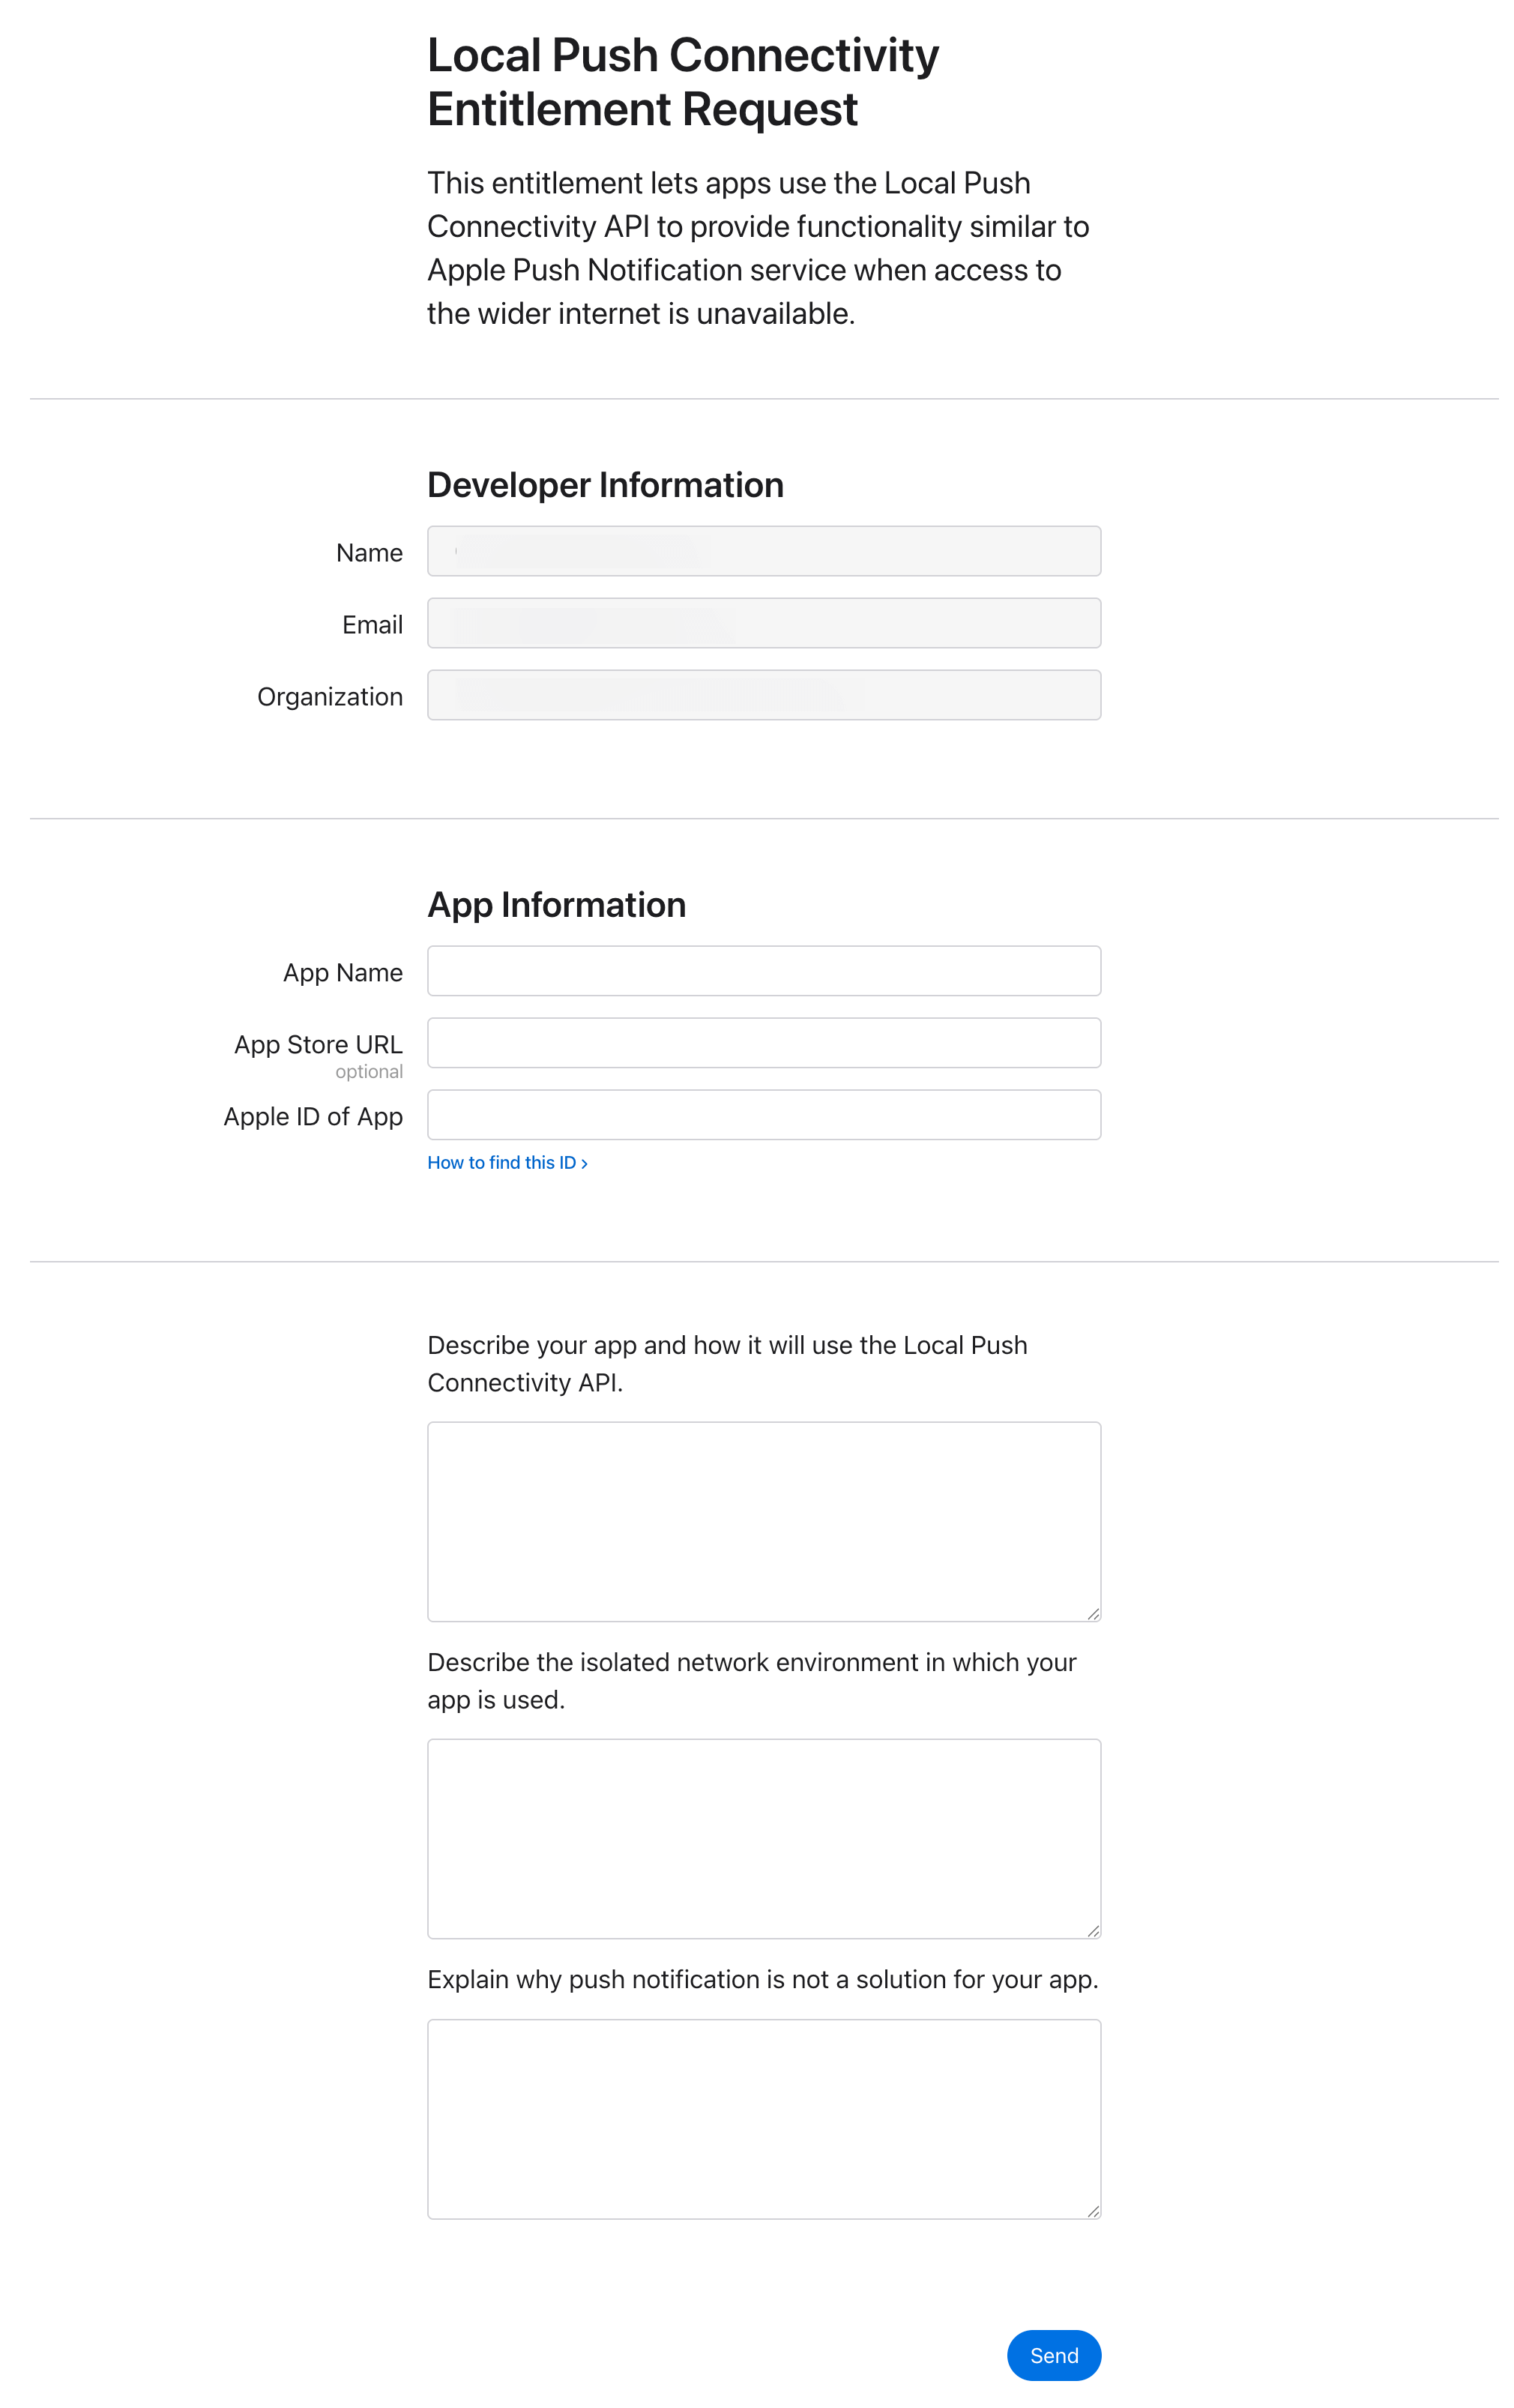 Local Push Connectivity
Entitlement Request
This entitlement lets apps use the Local Push
Connectivity API to provide functionality similar to
Apple Push Notification service when access to
the wider internet is unavailable.
Developer Information
Name
Email
Organization
App Information
App Name
App Store URL
optional
Apple ID of App
How to find this ID ›
Describe your app and how it will use the Local Push
Connectivity API.
Describe the isolated network environment in which your
app is used.
Explain why push notification is not a solution for your app.
Send